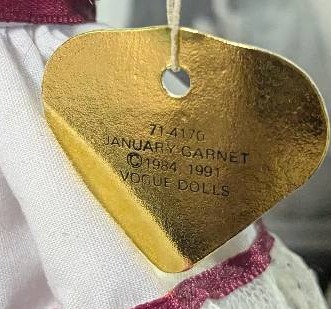 71-4170
JANUARY-GARNET
©1984, 1991
VOGUE DOLLS